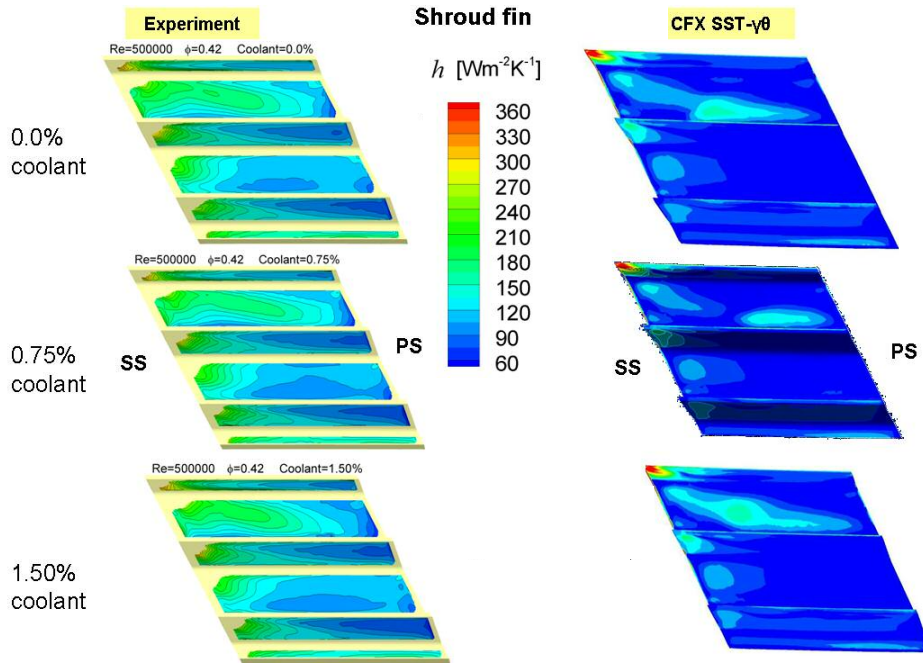 Experiment
Shroud fin
CFX SST-γθ
Re=500000 ϕ=0.42 Coolant=0.0%
h [Wm⁻²K⁻¹]
360
330
300
270
240
210
180
150
120
90
60
0.0%
coolant
Re=500000 ϕ=0.42 Coolant=0.75%
0.75%
coolant
SS
PS
SS
PS
Re=500000 ϕ=0.42 Coolant=1.50%
1.50%
coolant